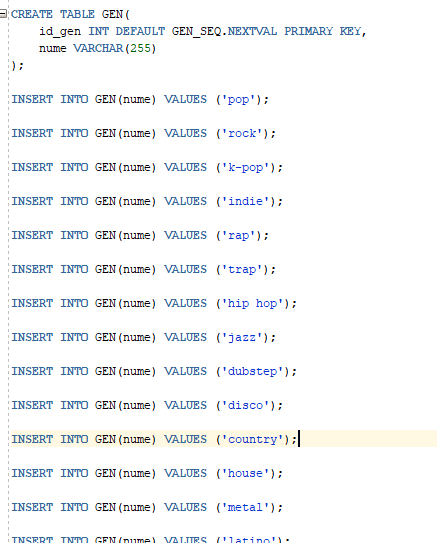 CREATE TABLE GEN(
id_gen INT DEFAULT GEN_SEQ.NEXTVAL PRIMARY KEY,
nume VARCHAR(255)
);
INSERT INTO GEN(nume) VALUES ('pop');
INSERT INTO GEN(nume) VALUES ('rock');
INSERT INTO GEN(nume) VALUES ('k-pop');
INSERT INTO GEN(nume) VALUES ('indie');
INSERT INTO GEN(nume) VALUES ('rap');
INSERT INTO GEN(nume) VALUES ('trap');
INSERT INTO GEN(nume) VALUES ('hip hop');
INSERT INTO GEN(nume) VALUES ('jazz');
INSERT INTO GEN(nume) VALUES ('dubstep');
INSERT INTO GEN(nume) VALUES ('disco');
INSERT INTO GEN(nume) VALUES ('country');
INSERT INTO GEN(nume) VALUES ('house');
INSERT INTO GEN(nume) VALUES ('metal');
INSERT INTO GEN(nume) VALUES ('latino');